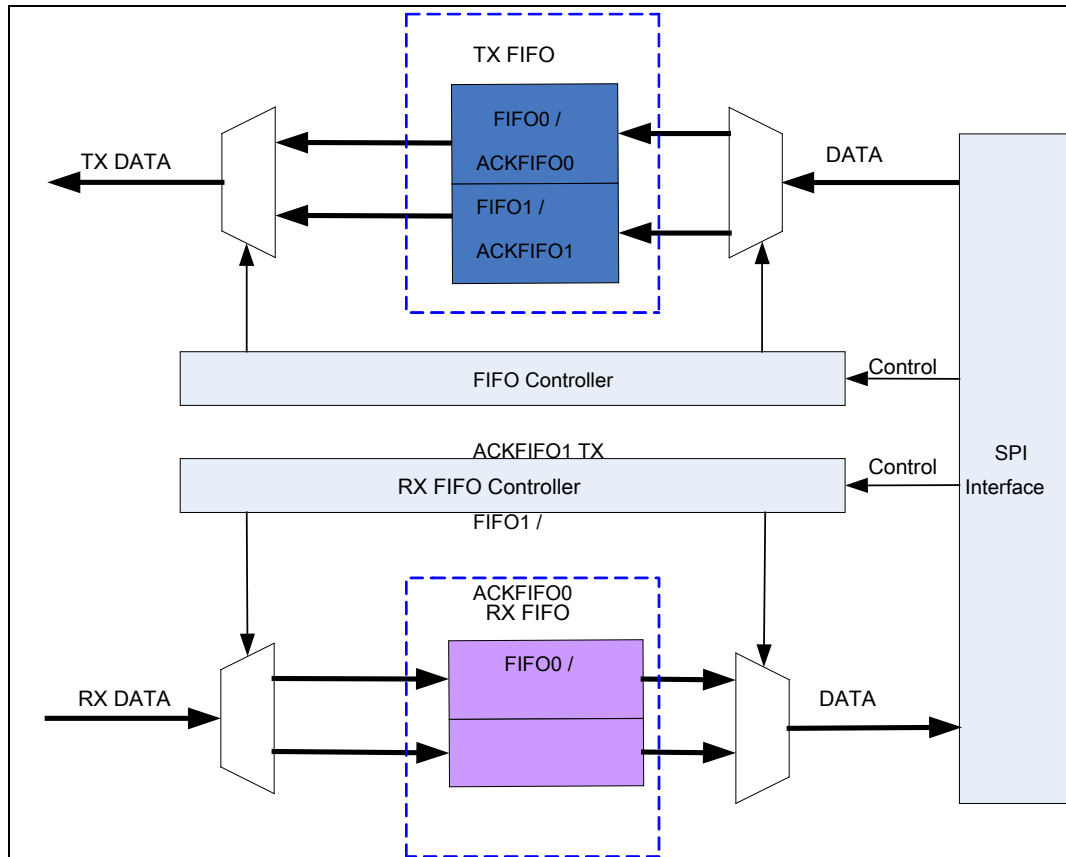 TX FIFO
FIFO0 /
TX DATA
DATA
ACKFIFO0
FIFO1 /
ACKFIFO1
FIFO Controller
Control
ACKFIFO1 TX
RX FIFO Controller
Control
SPI
Interface
FIFO1 /
ACKFIFO0
RX FIFO
FIFO0 /
RX DATA
DATA